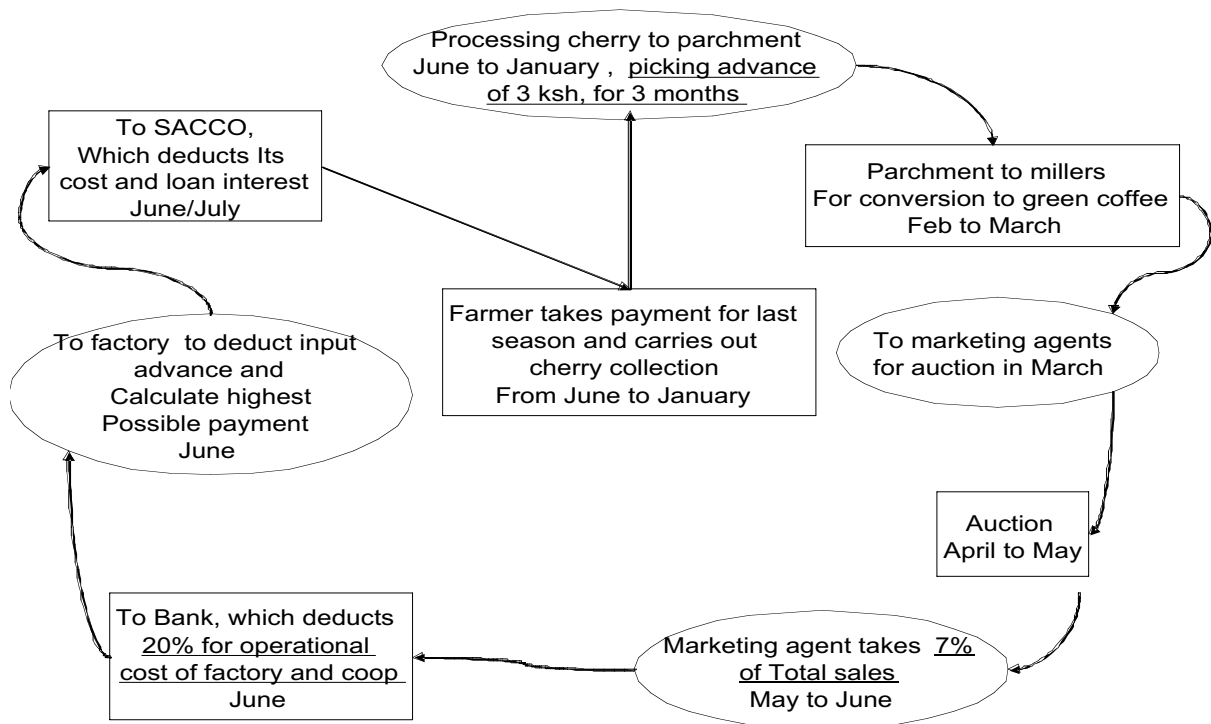 Processing cherry to parchment
June to January , picking advance
of 3 ksh, for 3 months
To SACCO,
Which deducts Its
cost and loan interest
June/July
Parchment to millers
For conversion to green coffee
Feb to March
Farmer takes payment for last
season and carries out
cherry collection
From June to January
To factory to deduct input
advance and
Calculate highest
Possible payment
June
To marketing agents
for auction in March
Auction
April to May
To Bank, which deducts
20% for operational
cost of factory and coop
June
Marketing agent takes 7%
of Total sales
May to June